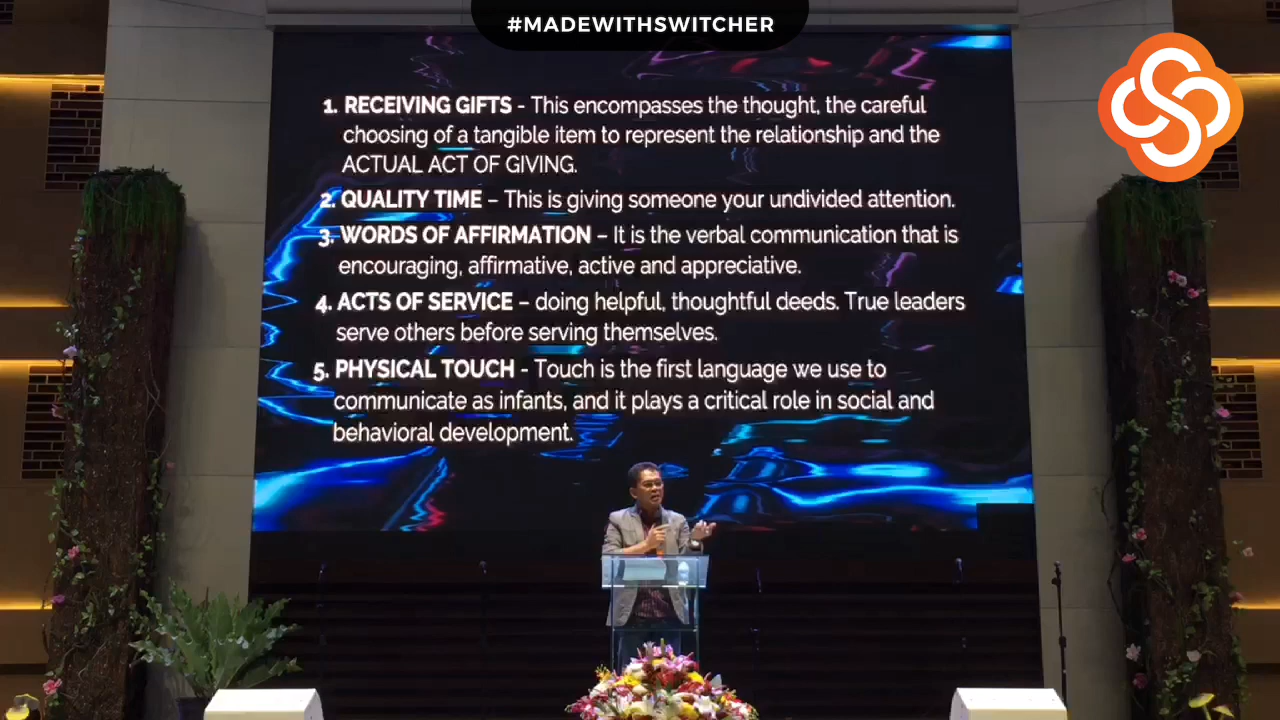 #MADEWITHSWITCHER
1. RECEIVING GIFTS - This encompasses the thought, the careful
choosing of a tangible item to represent the relationship and the
ACTUAL ACT OF GIVING.
2. QUALITY TIME – This is giving someone your undivided attention.
3. WORDS OF AFFIRMATION – It is the verbal communication that is
encouraging, affirmative, active and appreciative.
4. ACTS OF SERVICE – doing helpful, thoughtful deeds. True leaders
serve others before serving themselves.
5. PHYSICAL TOUCH - Touch is the first language we use to
communicate as infants, and it plays a critical role in social and
behavioral development.